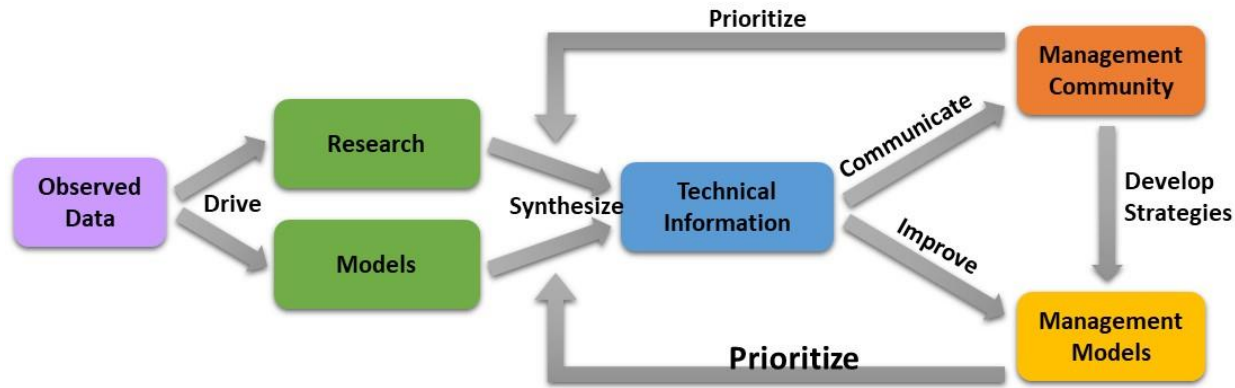 Prioritize
Management
Community
Research
Communicate
Observed
Data
Drive
Synthesize
Technical
Information
Develop
Strategies
Models
Improve
Management
Models
Prioritize